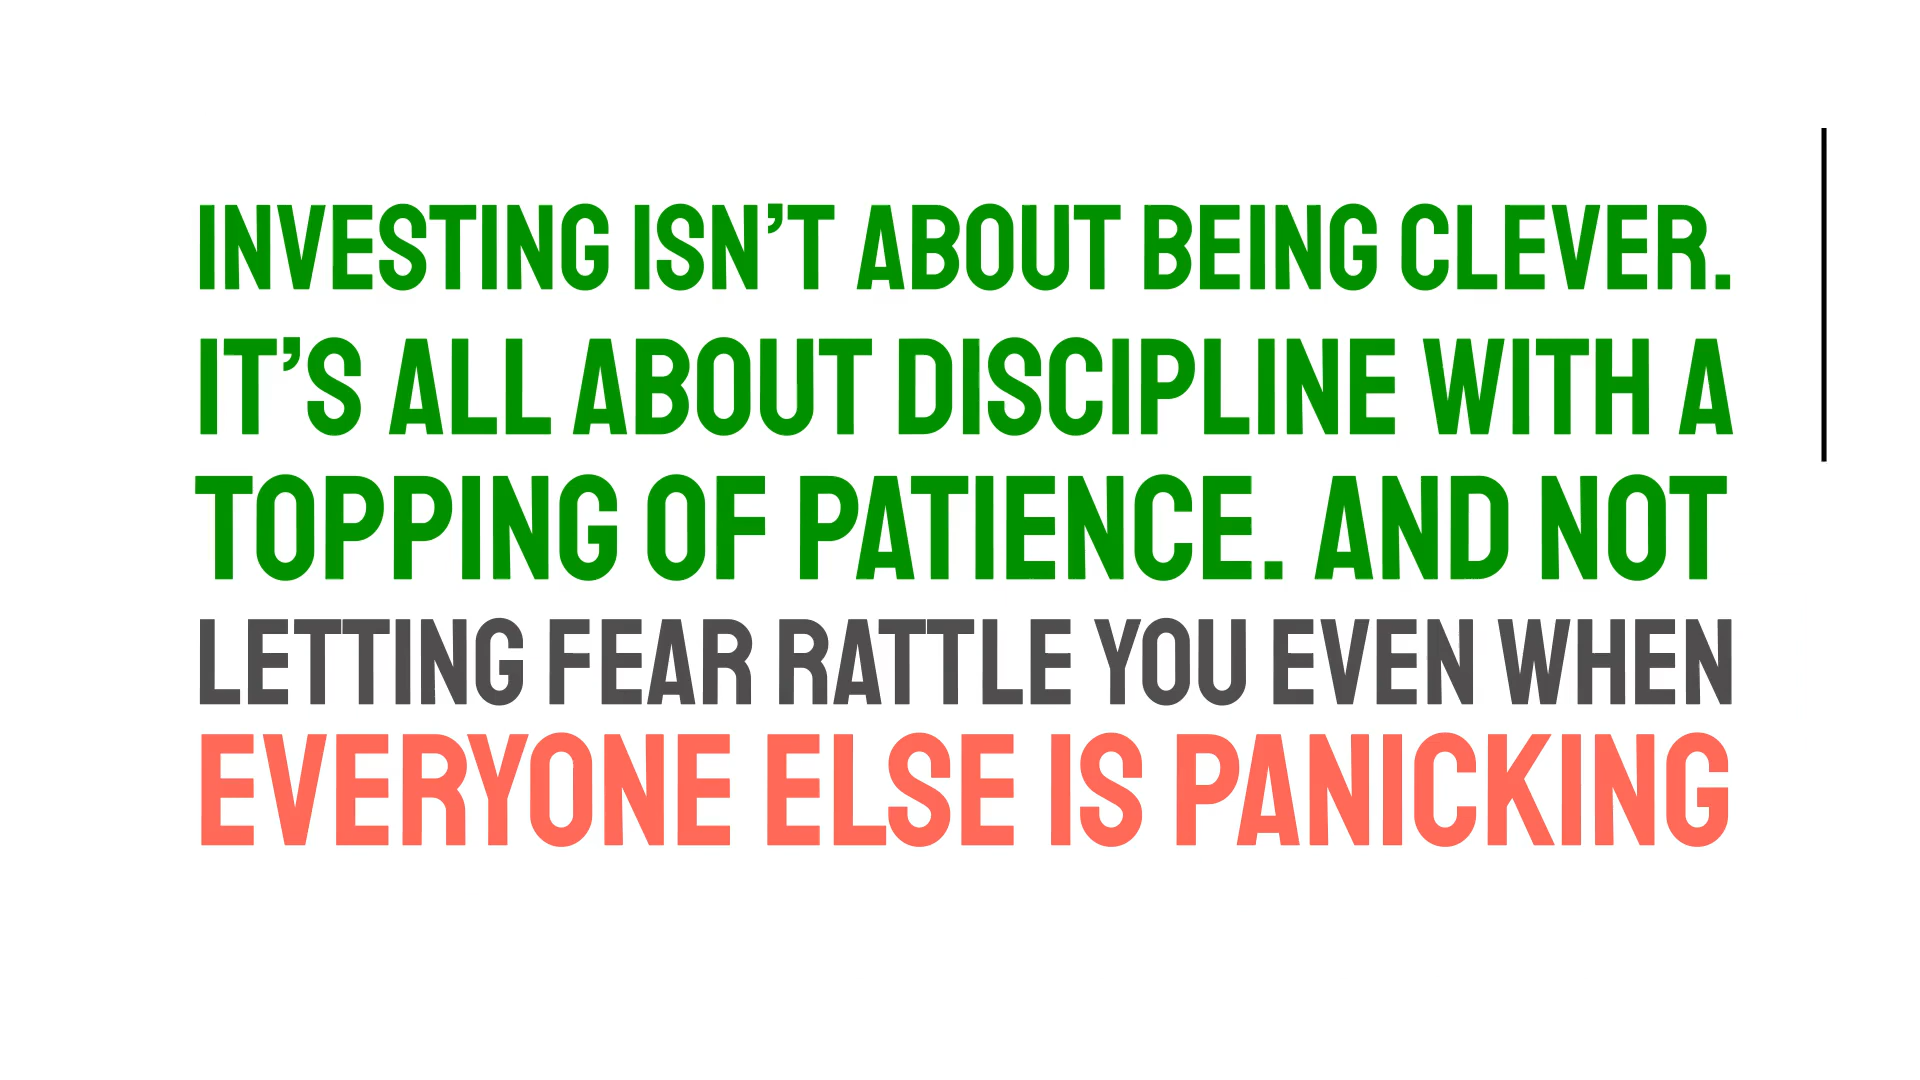 INVESTING ISN’T ABOUT BEING CLEVER.
IT’S ALL ABOUT DISCIPLINE WITH A
TOPPING OF PATIENCE. AND NOT
LETTING FEAR RATTLE YOU EVEN WHEN
EVERYONE ELSE IS PANICKING